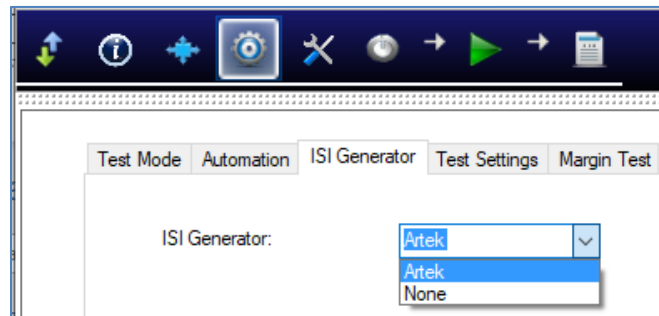 Test Mode Automation ISI Generator Test Settings Margin Test
ISI Generator: Artek
Artek
None